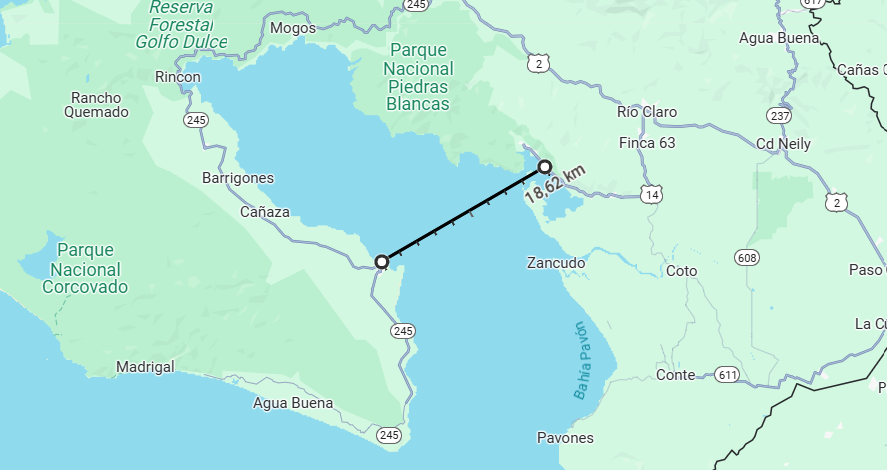 617
245
Reserva
Forestal
Golfo Dulce
Mogos
Agua Buena
Parque
Nacional
Piedras
Blancas
2
Cañas
Rincon
Rancho
Quemado
245
Río Claro
237
Finca 63
Cd Neily
Barrigones
18,62 km
14
2
Cañaza
Parque
Nacional
Corcovado
Zancudo
Coto
608
Paso
245
La
Bahía Pavón
Madrigal
Conte
611
Agua Buena
245
Pavones